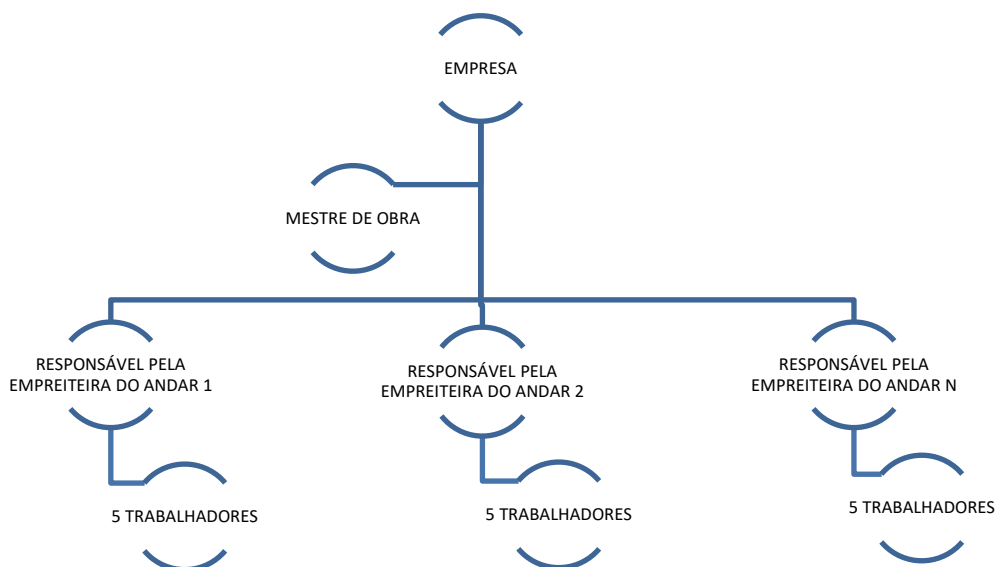 EMPRESA
MESTRE DE OBRA
RESPONSÁVEL PELA
EMPREITEIRA DO ANDAR 1
RESPONSÁVEL PELA
EMPREITEIRA DO ANDAR 2
RESPONSÁVEL PELA
EMPREITEIRA DO ANDAR N
5 TRABALHADORES
5 TRABALHADORES
5 TRABALHADORES